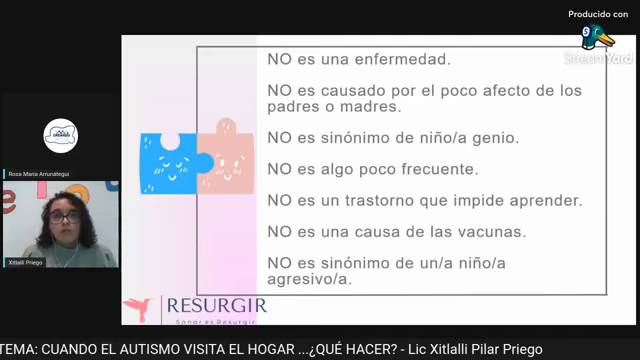 Producido con
StreamYard
NO es una enfermedad.
NO es causado por el poco afecto de los
padres o madres.
NO es sinónimo de niño/a genio.
NO es algo poco frecuente.
NO es un trastorno que impide aprender.
NO es una causa de las vacunas.
NO es sinónimo de un/a niño/a
agresivo/a.
Rosa Maria Arrunátegui
Xitlalli Priego
RESURGIR
Sanar es Resurgir
TEMA: CUANDO EL AUTISMO VISITA EL HOGAR ...¿QUÉ HACER? - Lic Xitlalli Pilar Priego